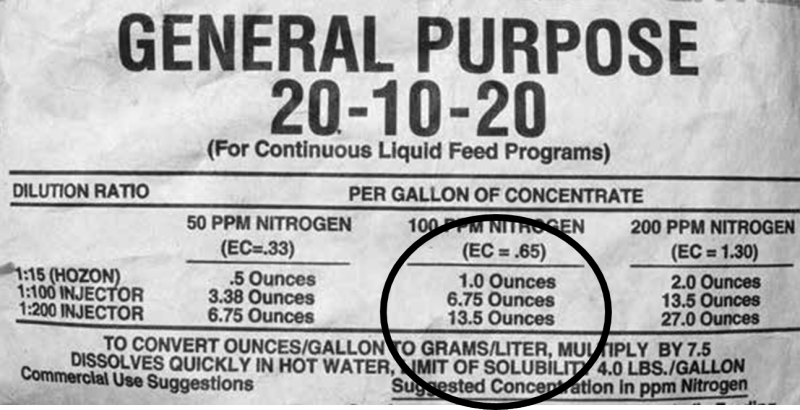 GENERAL PURPOSE
20-10-20
(For Continuous Liquid Feed Programs)
DILUTION RATIO PER GALLON OF CONCENTRATE
50 PPM NITROGEN 100 PPM NITROGEN 200 PPM NITROGEN
(EC=.33) (EC = .65) (EC = 1.30)
1:15 (HOZON) .5 Ounces 1.0 Ounces 2.0 Ounces
1:100 INJECTOR 3.38 Ounces 6.75 Ounces 13.5 Ounces
1:200 INJECTOR 6.75 Ounces 13.5 Ounces 27.0 Ounces
TO CONVERT OUNCES/GALLON TO GRAMS/LITER, MULTIPLY BY 7.5
DISSOLVES QUICKLY IN HOT WATER, LIMIT OF SOLUBILITY 4.0 LBS./GALLON
Commercial Use Suggestions Suggested Concentration in ppm Nitrogen